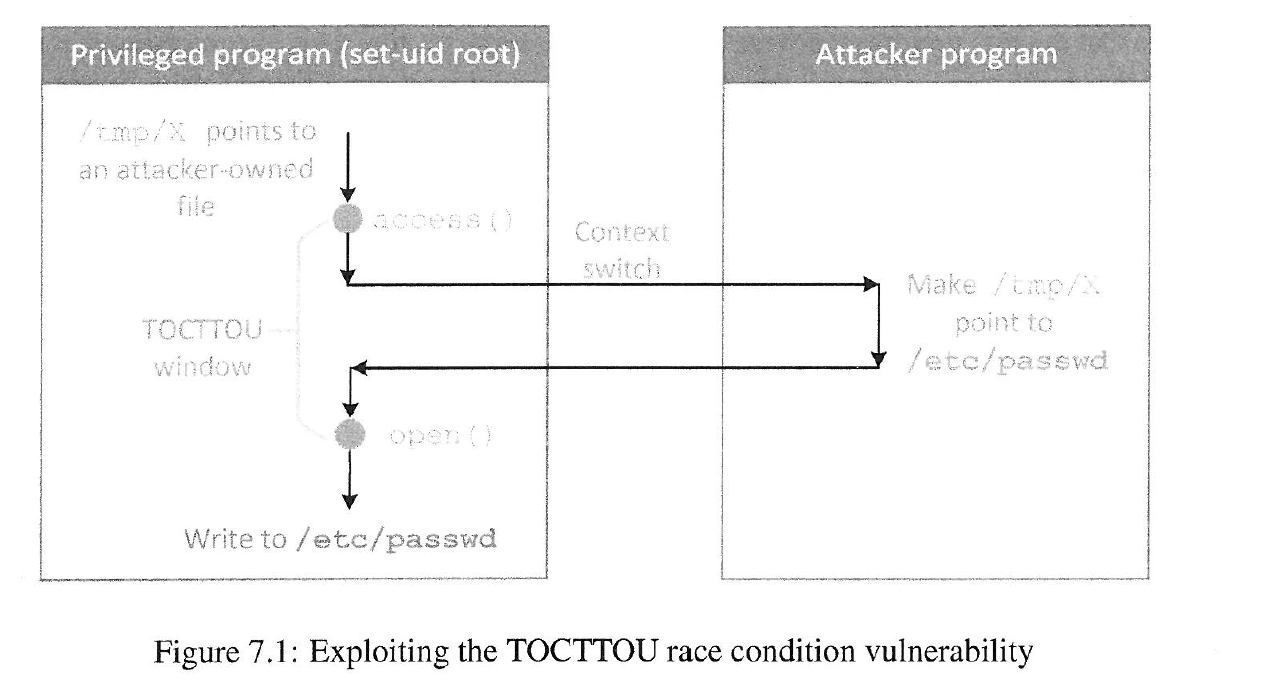 Privileged program (set-uid root)
Attacker program
/tmp/X points to
an attacker-owned
file
access()
Context
switch
Make /tmp/X
point to
/etc/passwd
TOCTTOU
window
open()
Write to /etc/passwd
Figure 7.1: Exploiting the TOCTTOU race condition vulnerability